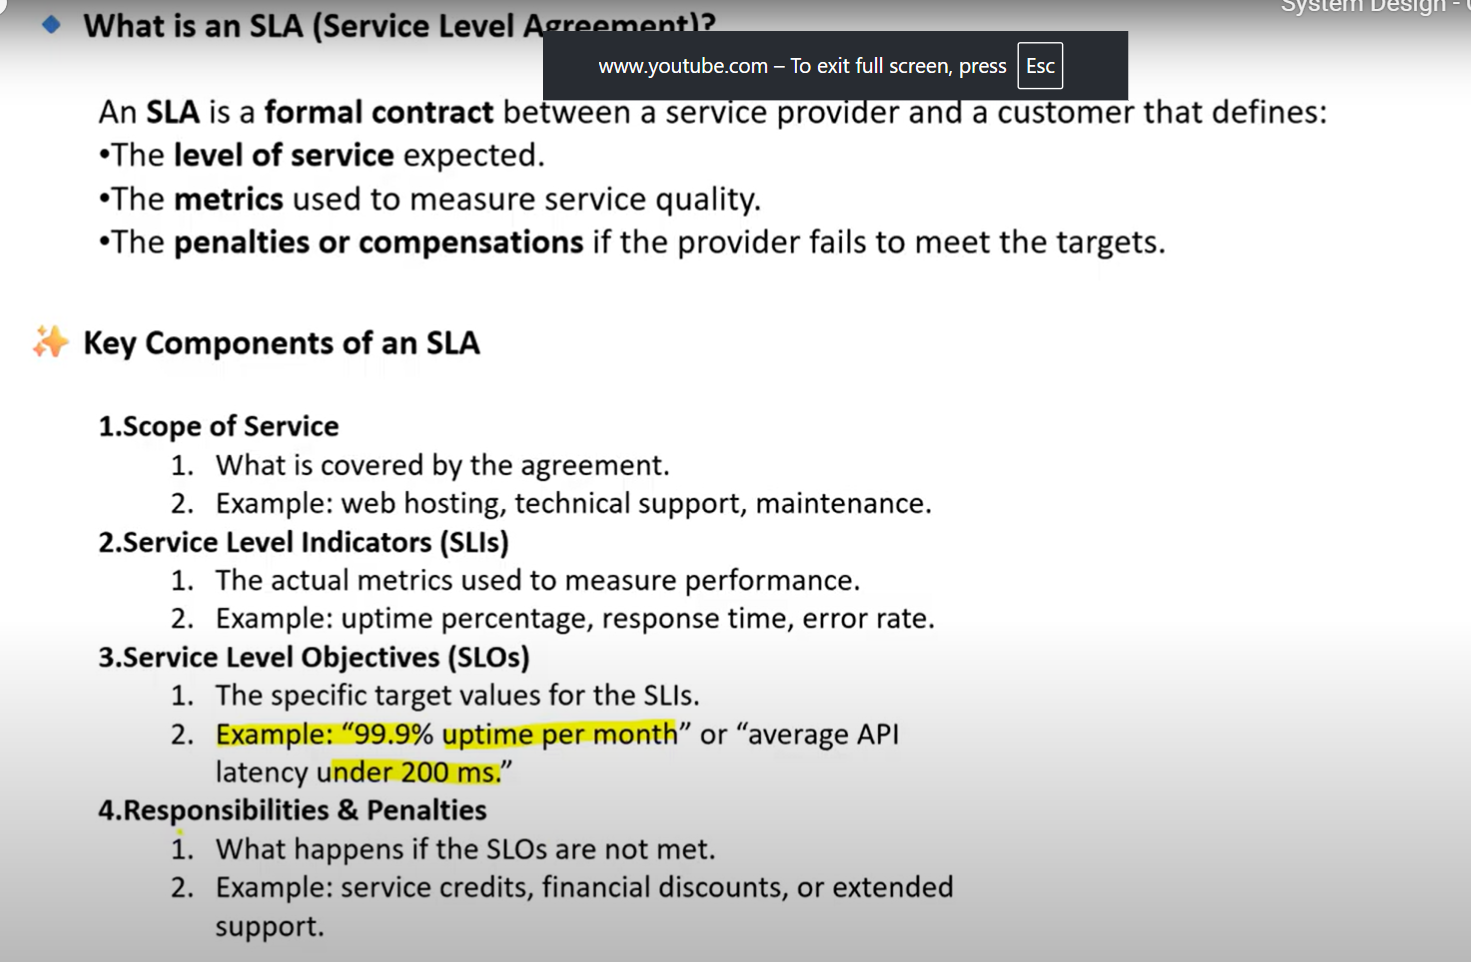 System Design -
What is an SLA (Service Level Agreement)?
www.youtube.com – To exit full screen, press Esc
An SLA is a formal contract between a service provider and a customer that defines:
•The level of service expected.
•The metrics used to measure service quality.
•The penalties or compensations if the provider fails to meet the targets.
Key Components of an SLA
1.Scope of Service
1. What is covered by the agreement.
2. Example: web hosting, technical support, maintenance.
2.Service Level Indicators (SLIs)
1. The actual metrics used to measure performance.
2. Example: uptime percentage, response time, error rate.
3.Service Level Objectives (SLOs)
1. The specific target values for the SLIs.
2. Example: “99.9% uptime per month” or “average API
latency under 200 ms.”
4.Responsibilities & Penalties
1. What happens if the SLOs are not met.
2. Example: service credits, financial discounts, or extended
support.